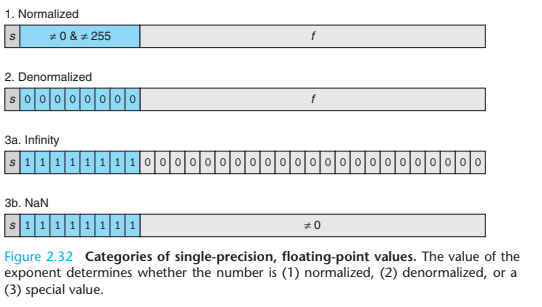 1. Normalized
s ≠ 0 & ≠ 255 f
2. Denormalized
s 0 0 0 0 0 0 0 0 f
3a. Infinity
s 1 1 1 1 1 1 1 1 0 0 0 0 0 0 0 0 0 0 0 0 0 0 0 0 0 0 0 0 0 0 0
3b. NaN
s 1 1 1 1 1 1 1 1 ≠ 0
Figure 2.32 Categories of single-precision, floating-point values. The value of the
exponent determines whether the number is (1) normalized, (2) denormalized, or a
(3) special value.